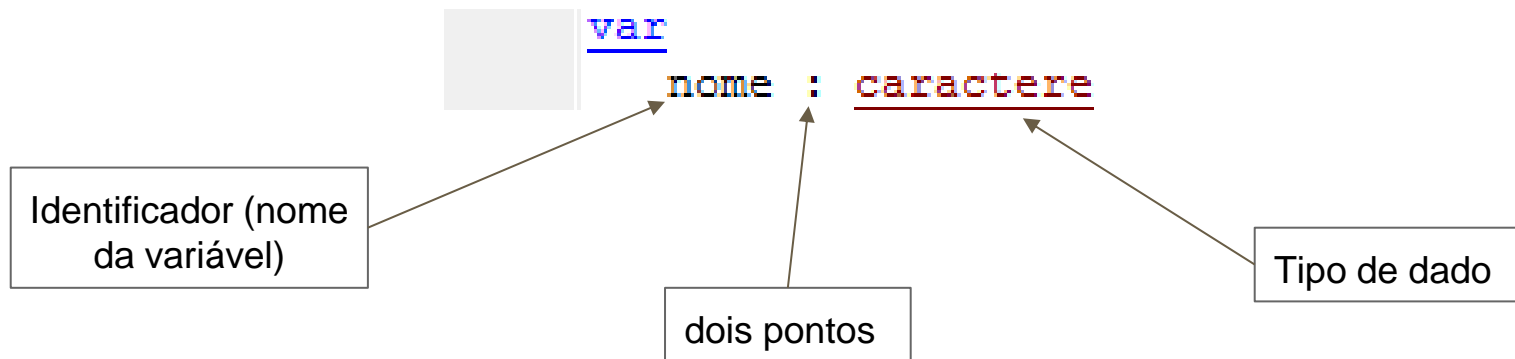 var
nome : caractere
Identificador (nome
da variável)
Tipo de dado
dois pontos